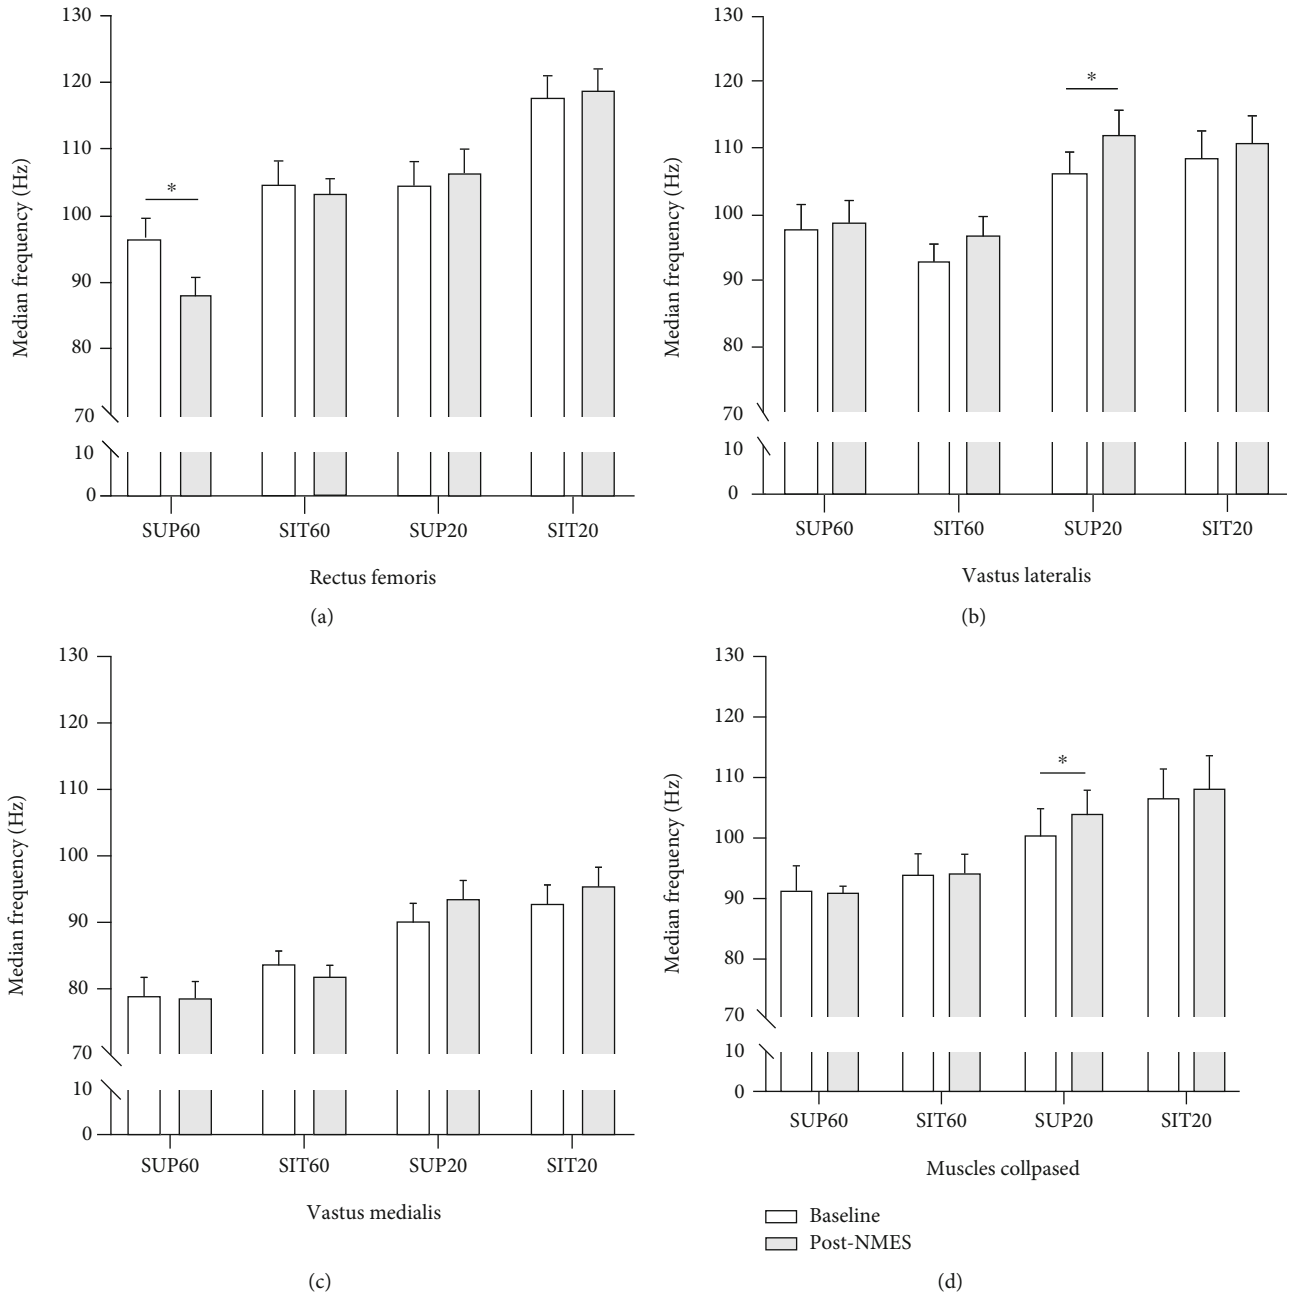 130
120
110
100
90
80
70
10
0
Median frequency (Hz)
*
SUP60 SIT60 SUP20 SIT20
Rectus femoris
(a)
130
120
110
100
90
80
70
10
0
Median frequency (Hz)
*
SUP60 SIT60 SUP20 SIT20
Vastus lateralis
(b)
130
120
110
100
90
80
70
10
0
Median frequency (Hz)
SUP60 SIT60 SUP20 SIT20
Vastus medialis
(c)
130
120
110
100
90
80
70
10
0
Median frequency (Hz)
*
SUP60 SIT60 SUP20 SIT20
Muscles collpased
Baseline
Post-NMES
(d)